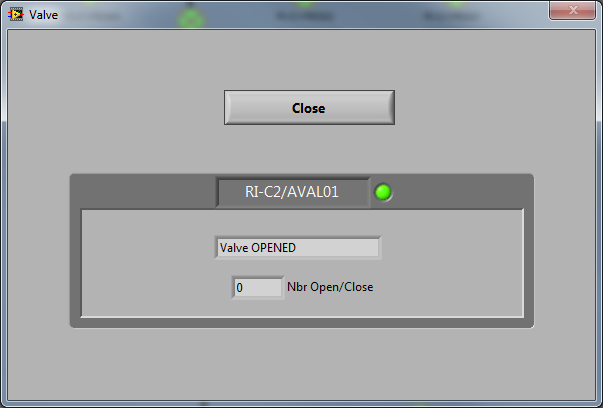 Valve
Close
RI-C2/AVAL01
Valve OPENED
0 Nbr Open/Close